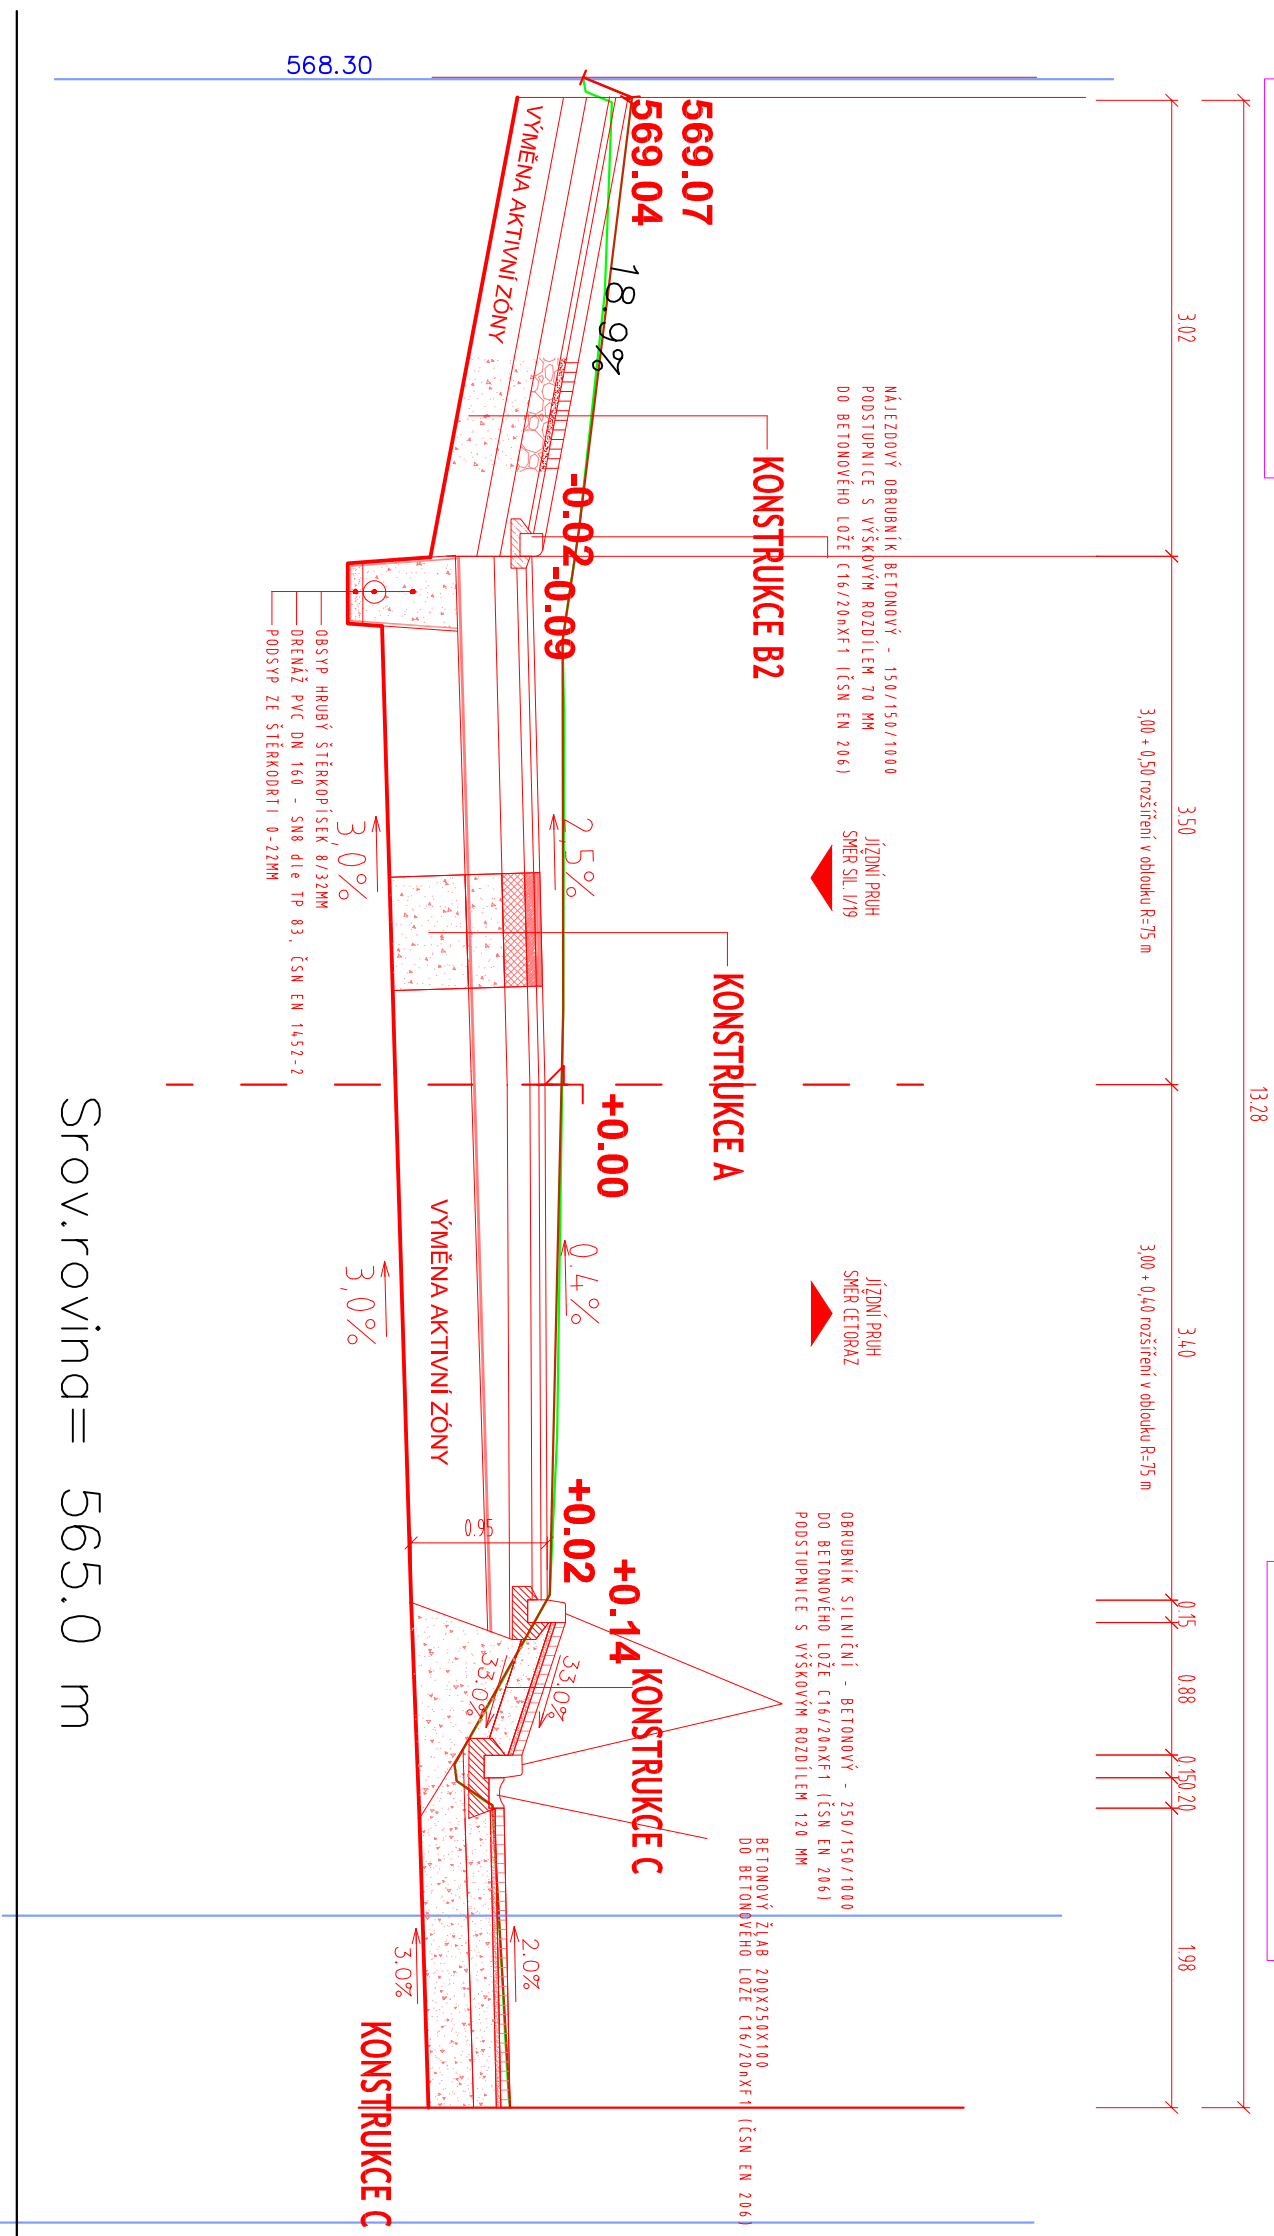 13.28
3.02
3.50
3.40
0.15
0.88
0.15
0.20
1.98
3,00 + 0,50 rozšíření v oblouku R=75 m
3,00 + 0,40 rozšíření v oblouku R=75 m
NÁJEZDOVÝ OBRUBNÍK BETONOVÝ - 150/150/1000
PODSTUPNICE S VÝŠKOVÝM ROZDÍLEM 70 MM
DO BETONOVÉHO LOŽE C16/20nXF1 (ČSN EN 206)
JÍZDNÍ PRUH
SMĚR SIL. I/19
JÍZDNÍ PRUH
SMĚR CETORAZ
OBRUBNÍK SILNIČNÍ - BETONOVÝ - 250/150/1000
DO BETONOVÉHO LOŽE C16/20nXF1 (ČSN EN 206)
PODSTUPNICE S VÝŠKOVÝM ROZDÍLEM 120 MM
BETONOVÝ ŽLAB 200X250X100
DO BETONOVÉHO LOŽE C16/20nXF1 (ČSN EN 206)
KONSTRUKCE B2
KONSTRUKCE A
KONSTRUKCE C
569.07
569.04
18.9%
-0.02
-0.09
+0.00
+0.02
+0.14
2,5%
0.4%
33.0%
33.0%
2.0%
VÝMĚNA AKTIVNÍ ZÓNY
VÝMĚNA AKTIVNÍ ZÓNY
0.95
3,0%
3,0%
3.0%
KONSTRUKCE C
OBSYP HRUBÝ ŠTĚRKOPÍSEK 8/32MM
DRENÁŽ PVC DN 160 - SN8 dle TP 83, ČSN EN 1452-2
PODSYP ZE ŠTĚRKODRTI 0-22MM
568.30
Srov.rovina= 565.0 m